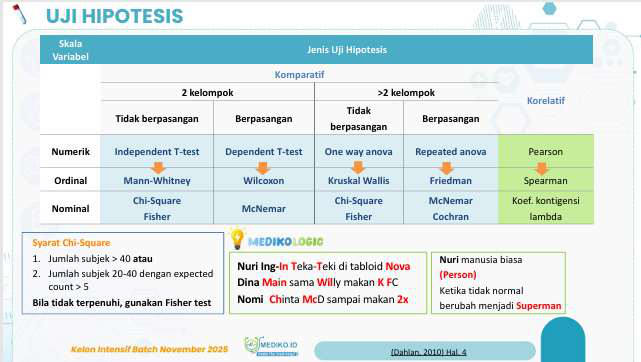 UJI HIPOTESIS
Skala
Variabel
Jenis Uji Hipotesis
Komparatif
Korelatif
2 kelompok
>2 kelompok
Tidak berpasangan
Berpasangan
Tidak
berpasangan
Berpasangan
Numerik
Independent T-test
Dependent T-test
One way anova
Repeated anova
Pearson
Ordinal
Mann-Whitney
Wilcoxon
Kruskal Wallis
Friedman
Spearman
Nominal
Chi-Square
Fisher
McNemar
Chi-Square
Fisher
McNemar
Cochran
Koef. kontigensi
lambda
Syarat Chi-Square
1. Jumlah subjek > 40 atau
2. Jumlah subjek 20-40 dengan expected
count > 5
Bila tidak terpenuhi, gunakan Fisher test
MEDIKOLOGIC
Nuri Ing-In Teka-Teki di tabloid Nova
Dina Main sama Willy makan K FC
Nomi Chinta McD sampai makan 2x
Nuri manusia biasa
(Person)
Ketika tidak normal
berubah menjadi Superman
Kelon Intensif Batch November 2025
MEDIKO.ID
(Dahlan, 2010) Hal. 4